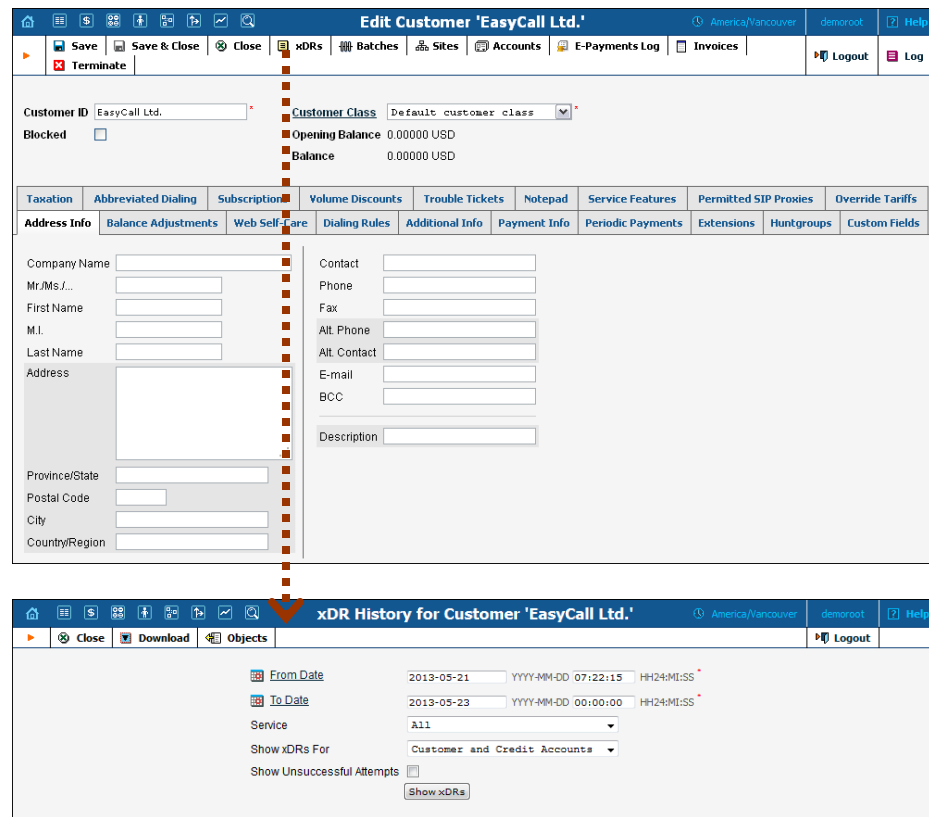 Edit Customer 'EasyCall Ltd.' America/Vancouver demoroot ? Help
Save Save & Close Close xDRs Batches Sites Accounts E-Payments Log Invoices Logout Log
Terminate
Customer ID EasyCall Ltd. * Customer Class Default customer class *
Blocked Opening Balance 0.00000 USD
Balance 0.00000 USD
Taxation Abbreviated Dialing Subscriptions Volume Discounts Trouble Tickets Notepad Service Features Permitted SIP Proxies Override Tariffs
Address Info Balance Adjustments Web Self-Care Dialing Rules Additional Info Payment Info Periodic Payments Extensions Huntgroups Custom Fields
Company Name Contact
Mr./Ms./... Phone
First Name Fax
M.I. Alt. Phone
Last Name Alt. Contact
Address E-mail
BCC
Description
Province/State
Postal Code
City
Country/Region
xDR History for Customer 'EasyCall Ltd.' America/Vancouver demoroot ? Help
Close Download Objects Logout
From Date 2013-05-21 YYYY-MM-DD 07:22:15 HH24:MI:SS *
To Date 2013-05-23 YYYY-MM-DD 00:00:00 HH24:MI:SS *
Service All
Show xDRs For Customer and Credit Accounts
Show Unsuccessful Attempts
Show xDRs